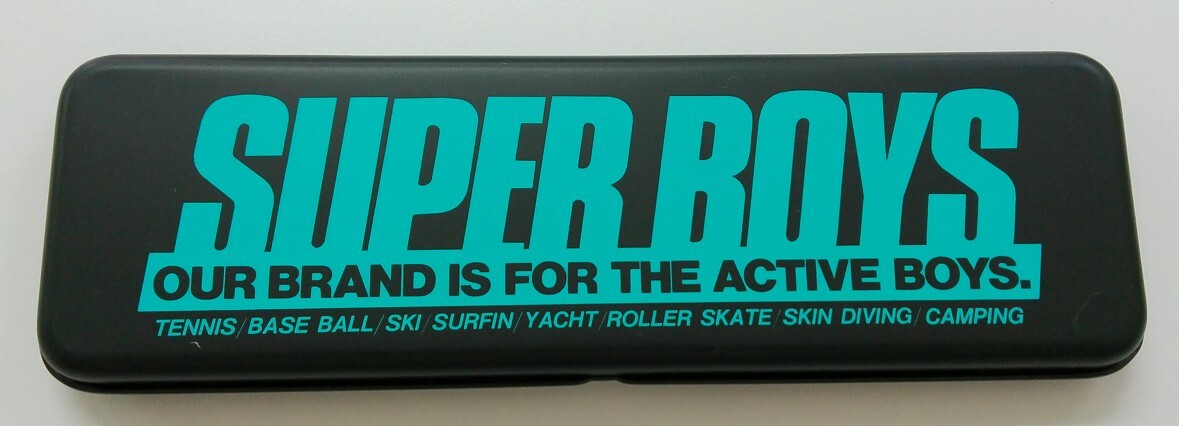 SUPER BOYS
OUR BRAND IS FOR THE ACTIVE BOYS.
TENNIS/BASE BALL/SKI/SURFIN/YACHT/ROLLER SKATE/SKIN DIVING/CAMPING